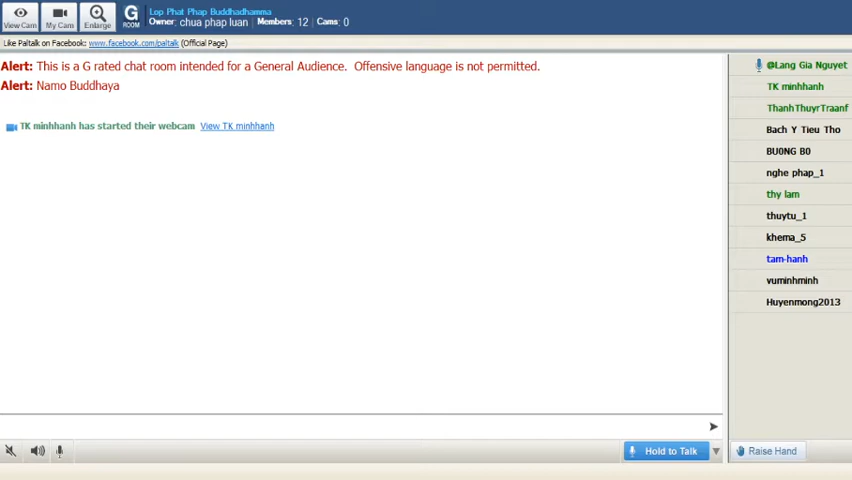 Lop Phat Phap Buddhadhamma
View Cam My Cam Enlarge G ROOM Owner: chua phap luan Members: 12 Cams: 0
Like Paltalk on Facebook: www.facebook.com/paltalk (Official Page)
Alert: This is a G rated chat room intended for a General Audience. Offensive language is not permitted.
Alert: Namo Buddhaya
TK minhhanh has started their webcam View TK minhhanh
@Lang Gia Nguyet
TK minhhanh
ThanhThuyrTraanf
Bach Y Tieu Tho
BU0NG B0
nghe phap_1
thy lam
thuytu_1
khema_5
tam-hanh
vuminhminh
Huyenmong2013
Hold to Talk
Raise Hand